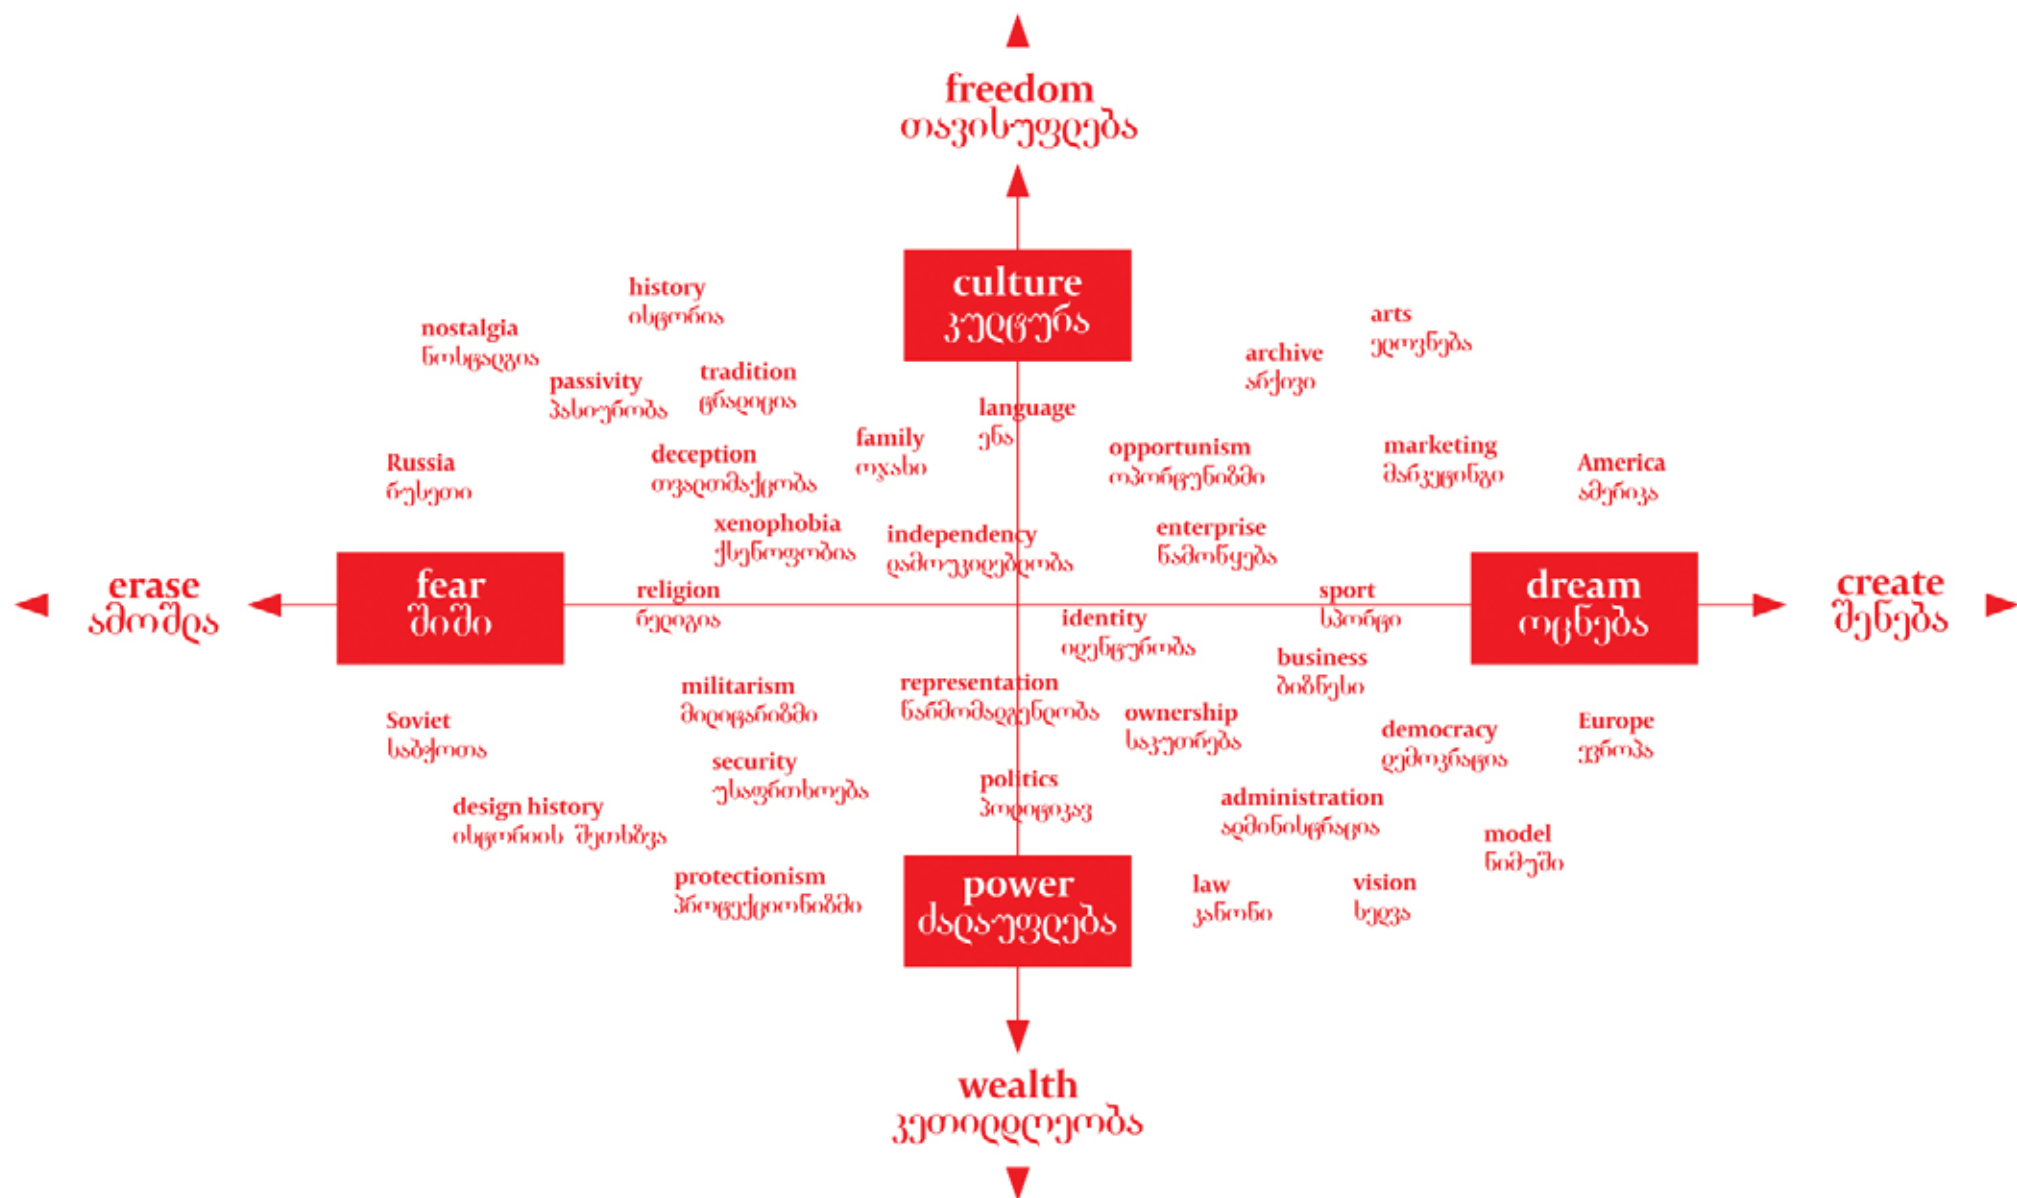 freedom
თავისუფლება
culture
კულტურა
history
ისტორია
nostalgia
ნოსტალგია
arts
ელოვნება
archive
არქივი
passivity
პასიურობა
tradition
ტრადიცია
language
ენა
family
ოჯახი
opportunism
ოპორტუნიზმი
marketing
მარკეტინგი
Russia
რუსეთი
deception
თვალთმაქცობა
America
ამერიკა
xenophobia
ქსენოფობია
independency
დამოუკიდებლობა
enterprise
წამოწყება
erase
ამოშლა
fear
შიში
religion
რელიგია
sport
სპორტი
dream
ოცნება
create
შენება
identity
იდენტურობა
business
ბიზნესი
militarism
მილიტარიზმი
representation
წარმომადგენლობა
ownership
საკუთრება
Soviet
საბჭოთა
democracy
დემოკრატია
Europe
ევროპა
security
უსაფრთხოება
politics
პოლიტიკავ
design history
ისტორიის შეთხზვა
administration
ადმინისტრაცია
model
ნიმუში
protectionism
პროტექციონიზმი
power
ძალაუფლება
law
კანონი
vision
ხედვა
wealth
კეთილდღეობა